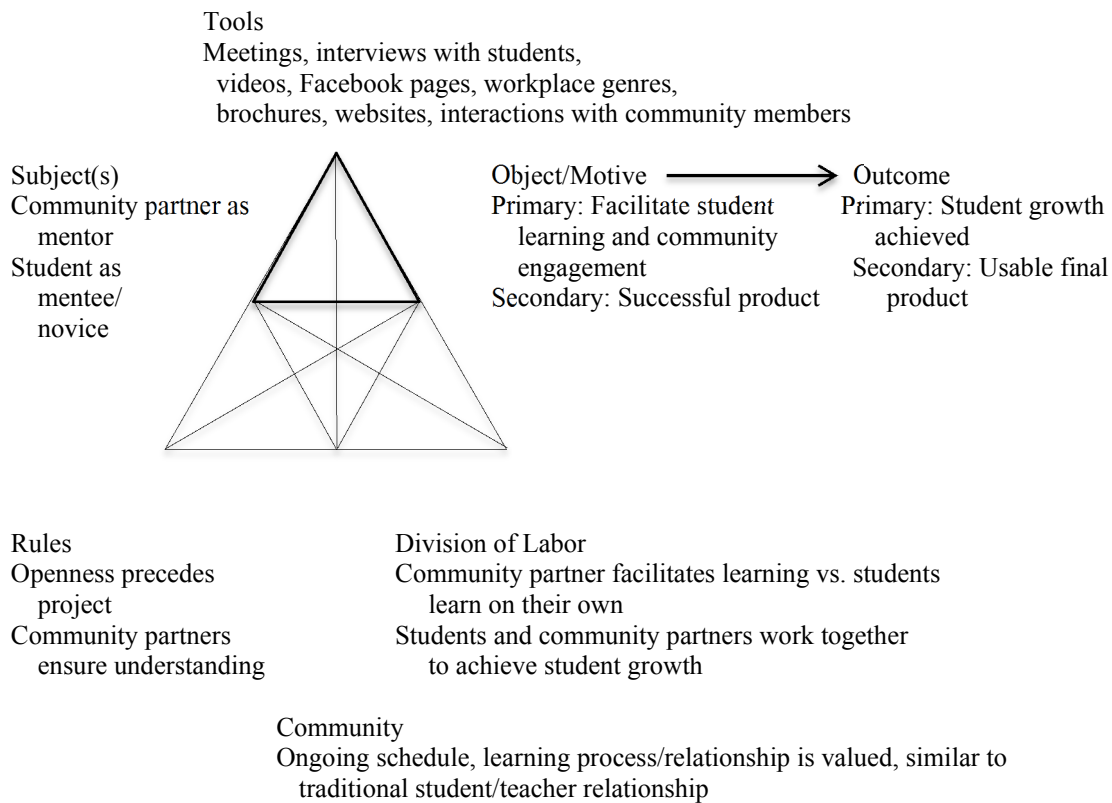 Tools
Meetings, interviews with students,
videos, Facebook pages, workplace genres,
brochures, websites, interactions with community members
Subject(s)
Community partner as
mentor
Student as
mentee/
novice
Object/Motive
Primary: Facilitate student
learning and community
engagement
Secondary: Successful product
Outcome
Primary: Student growth
achieved
Secondary: Usable final
product
Rules
Openness precedes
project
Community partners
ensure understanding
Division of Labor
Community partner facilitates learning vs. students
learn on their own
Students and community partners work together
to achieve student growth
Community
Ongoing schedule, learning process/relationship is valued, similar to
traditional student/teacher relationship